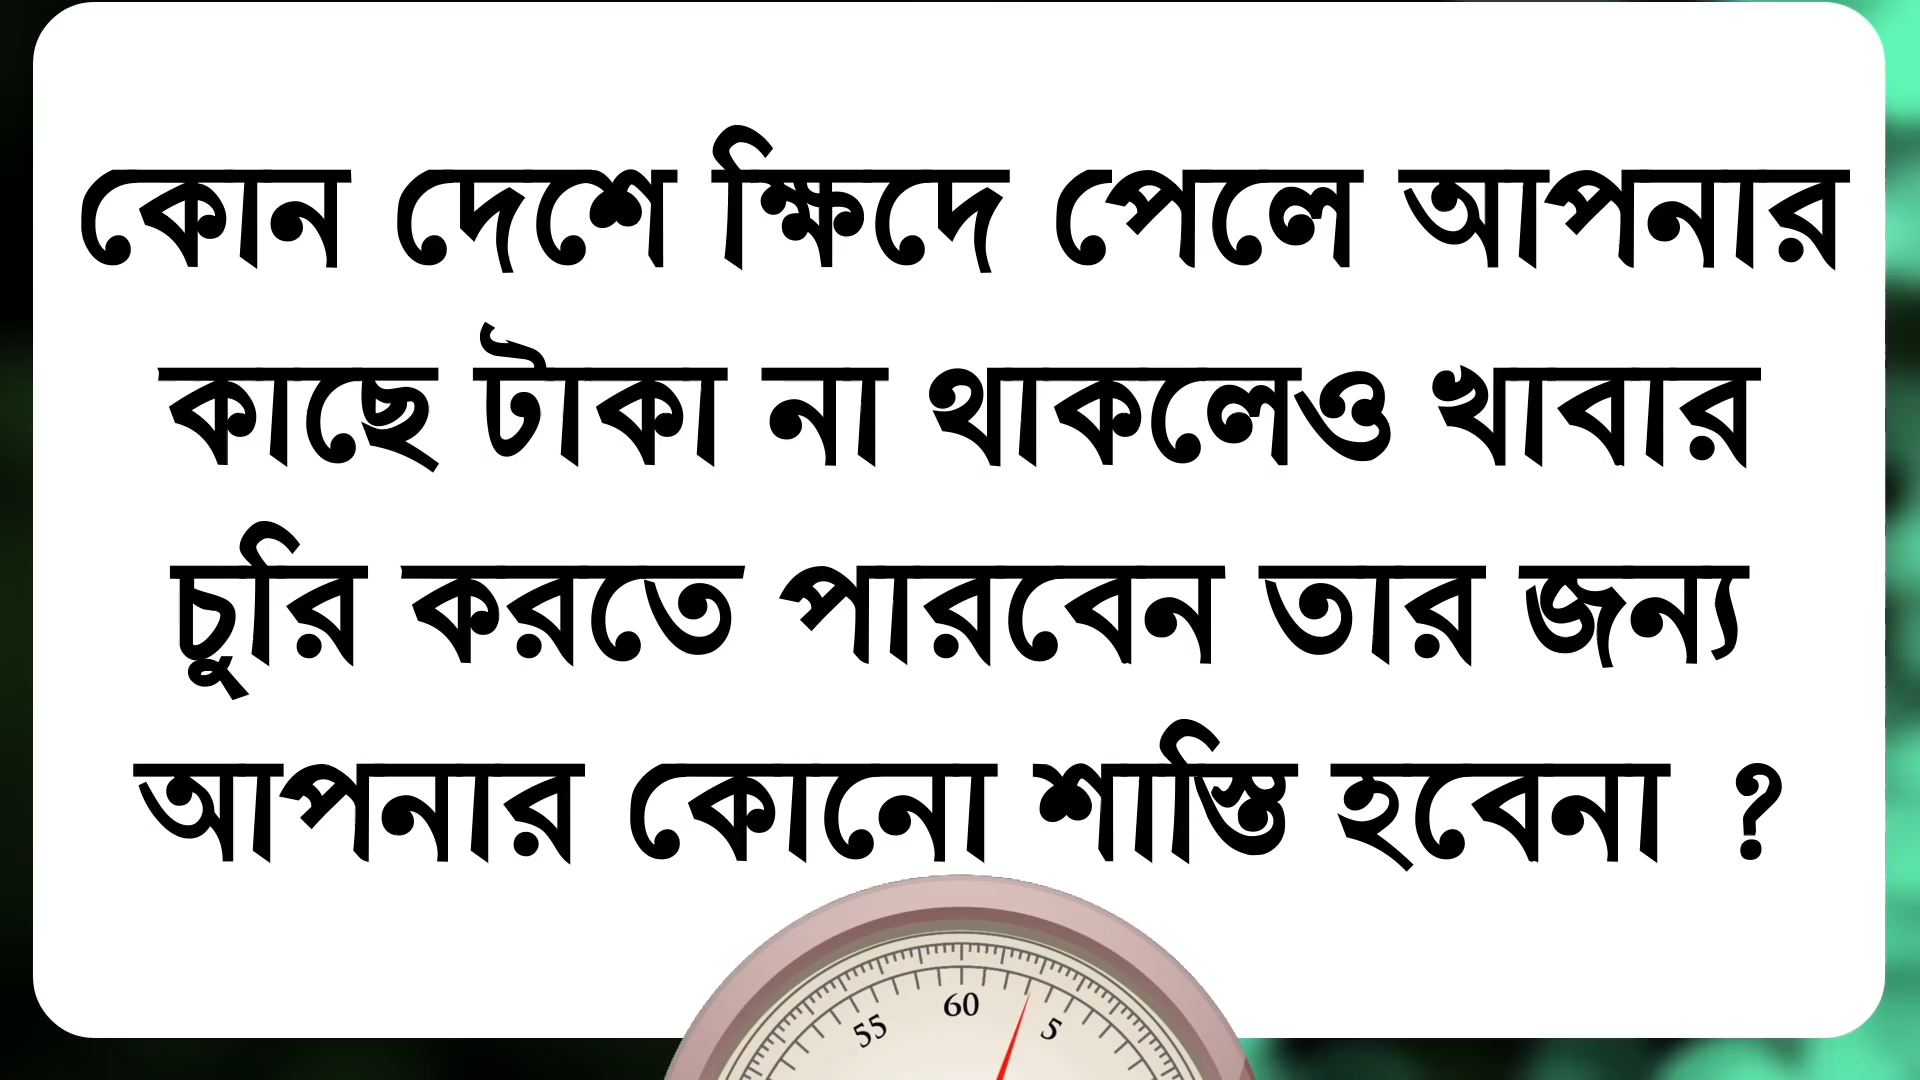 কোন দেশে ক্ষিদে পেলে আপনার
কাছে টাকা না থাকলেও খাবার
চুরি করতে পারবেন তার জন্য
আপনার কোনো শাস্তি হবেনা ?
55 60 5